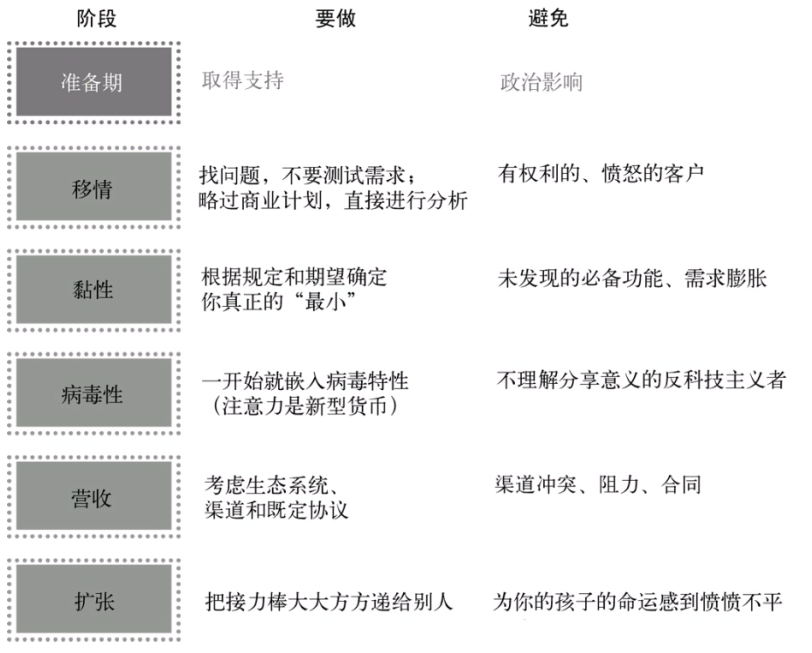 阶段 要做 避免
准备期 取得支持 政治影响
移情 找问题，不要测试需求； 有权利的、愤怒的客户
略过商业计划，直接进行分析
黏性 根据规定和期望确定 未发现的必备功能、需求膨胀
你真正的“最小”
病毒性 一开始就嵌入病毒特性 不理解分享意义的反科技主义者
（注意力是新型货币）
营收 考虑生态系统、 渠道冲突、阻力、合同
渠道和既定协议
扩张 把接力棒大大方方递给别人 为你的孩子的命运感到愤愤不平